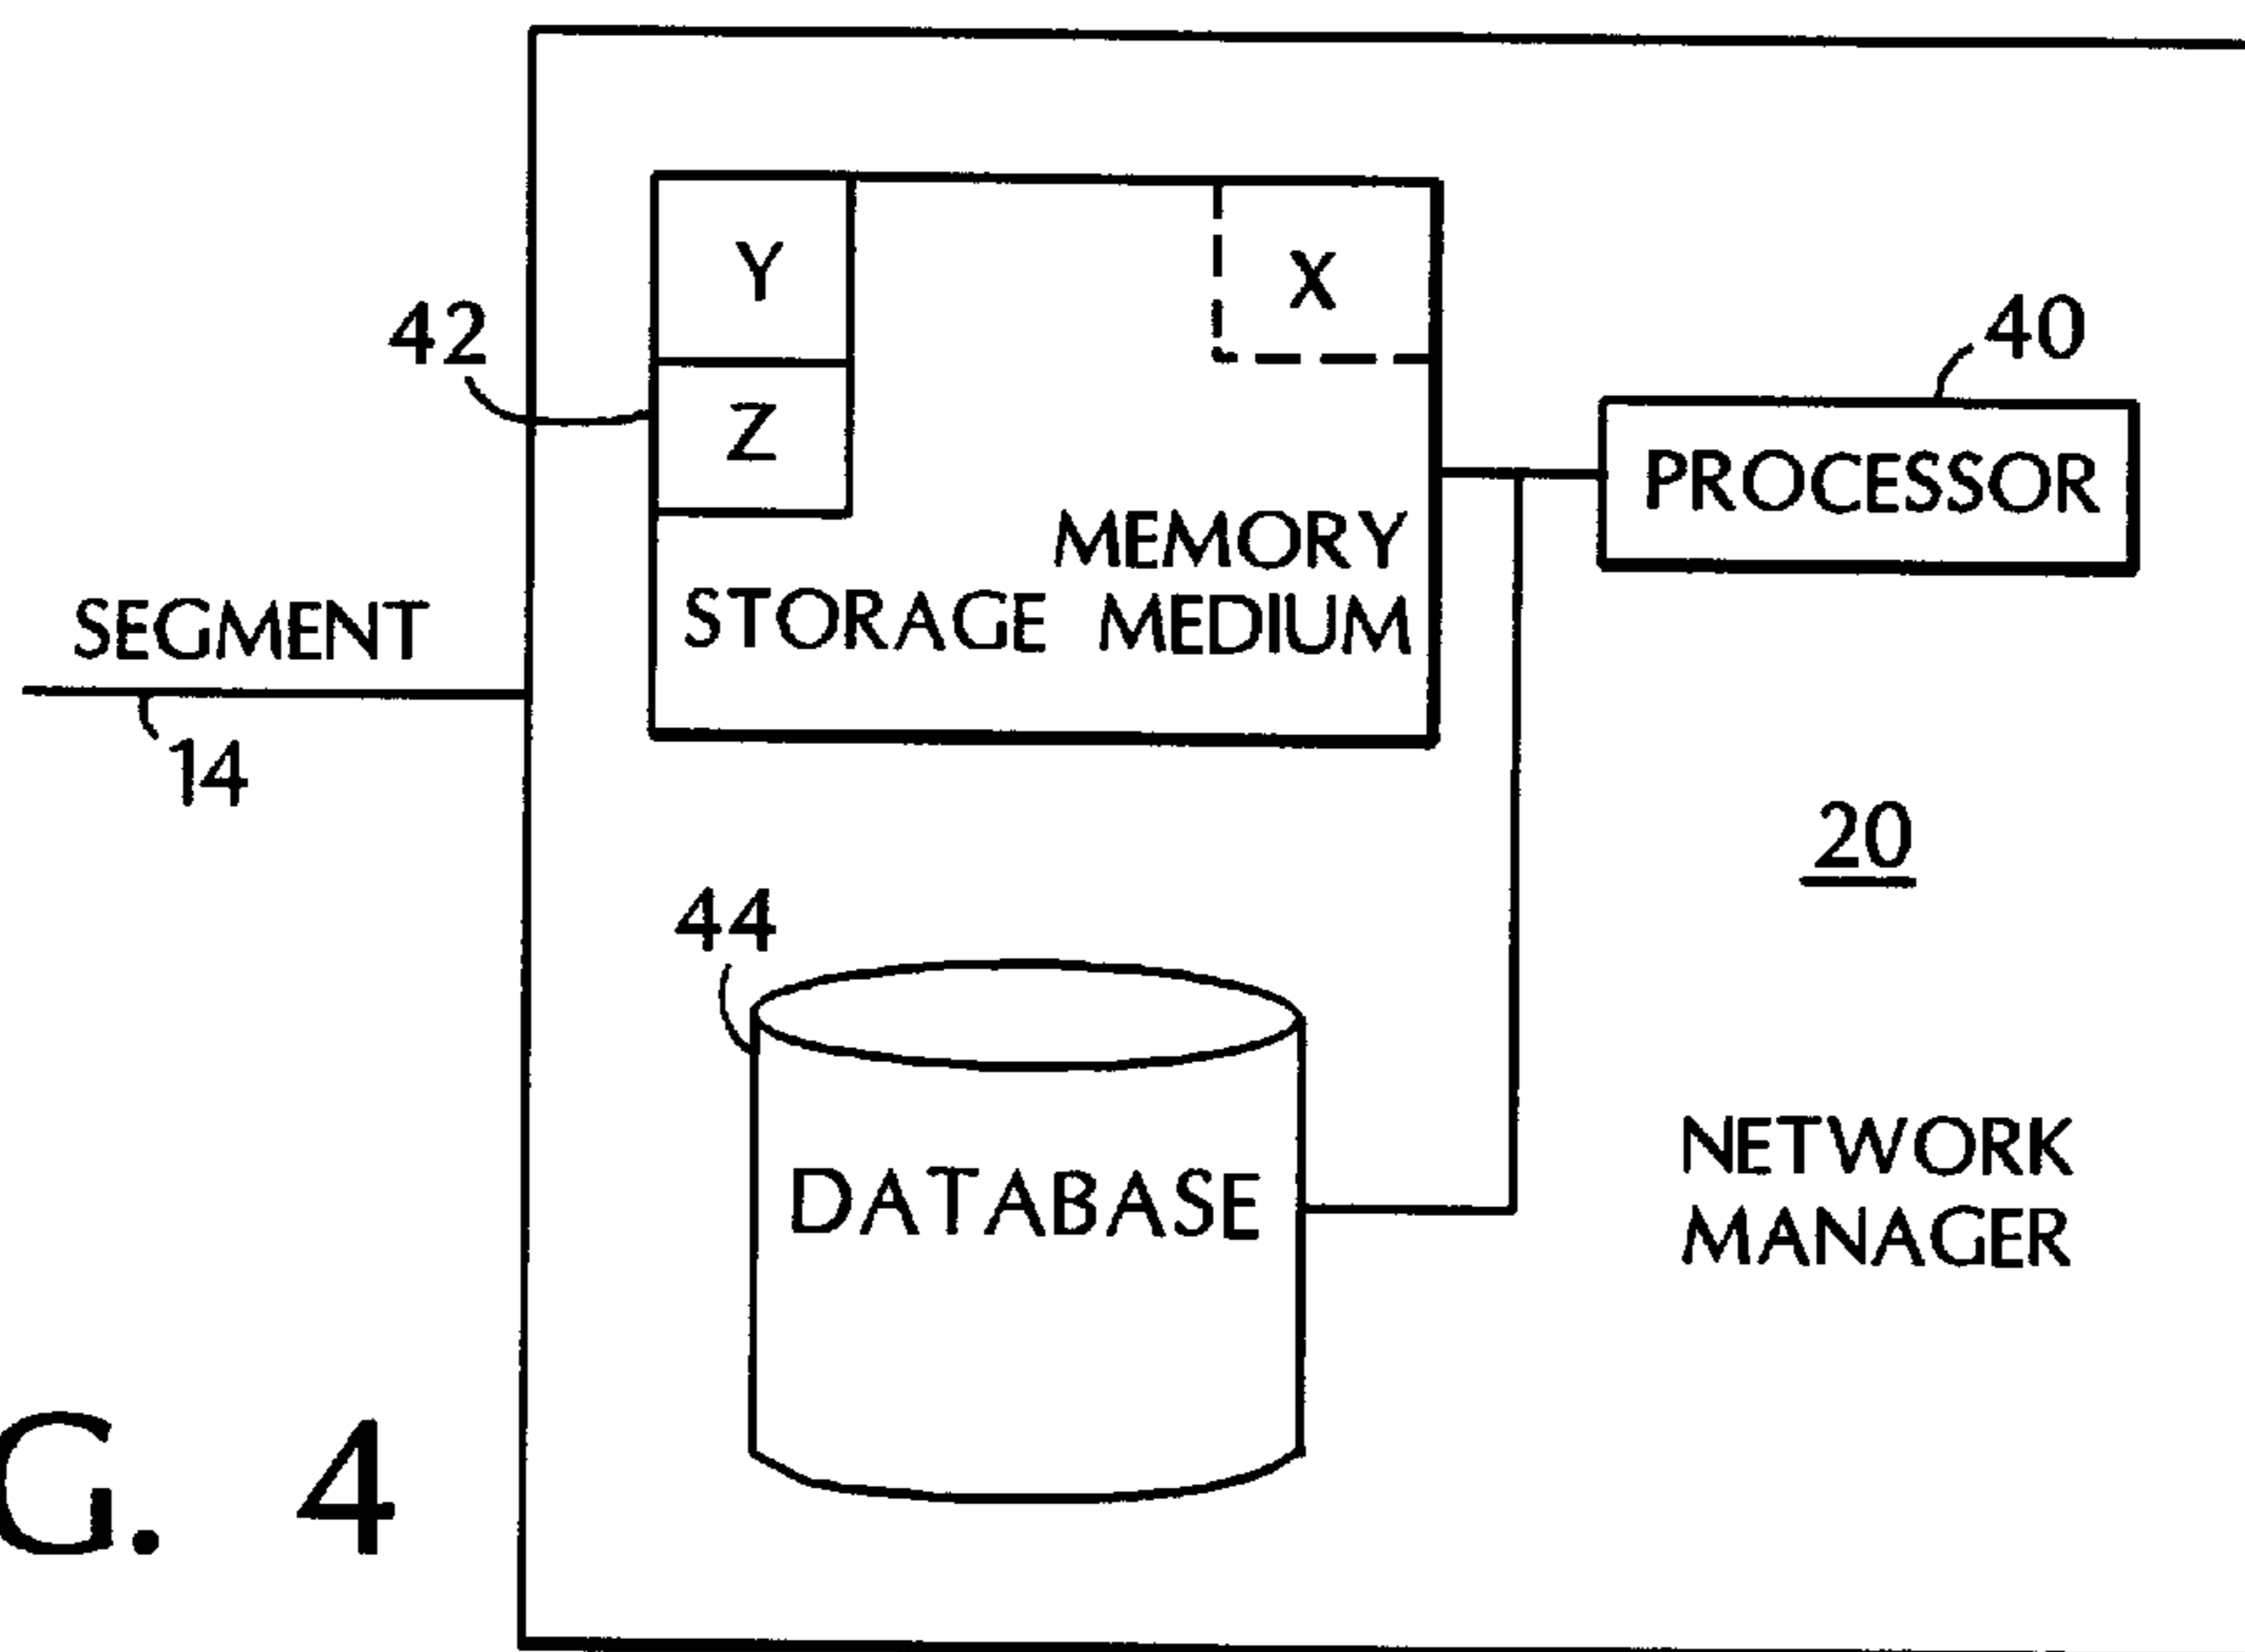 Y
X
42
40
Z
PROCESSOR
MEMORY
STORAGE MEDIUM
SEGMENT
14
20
44
NETWORK
DATABASE
MANAGER
G. 4